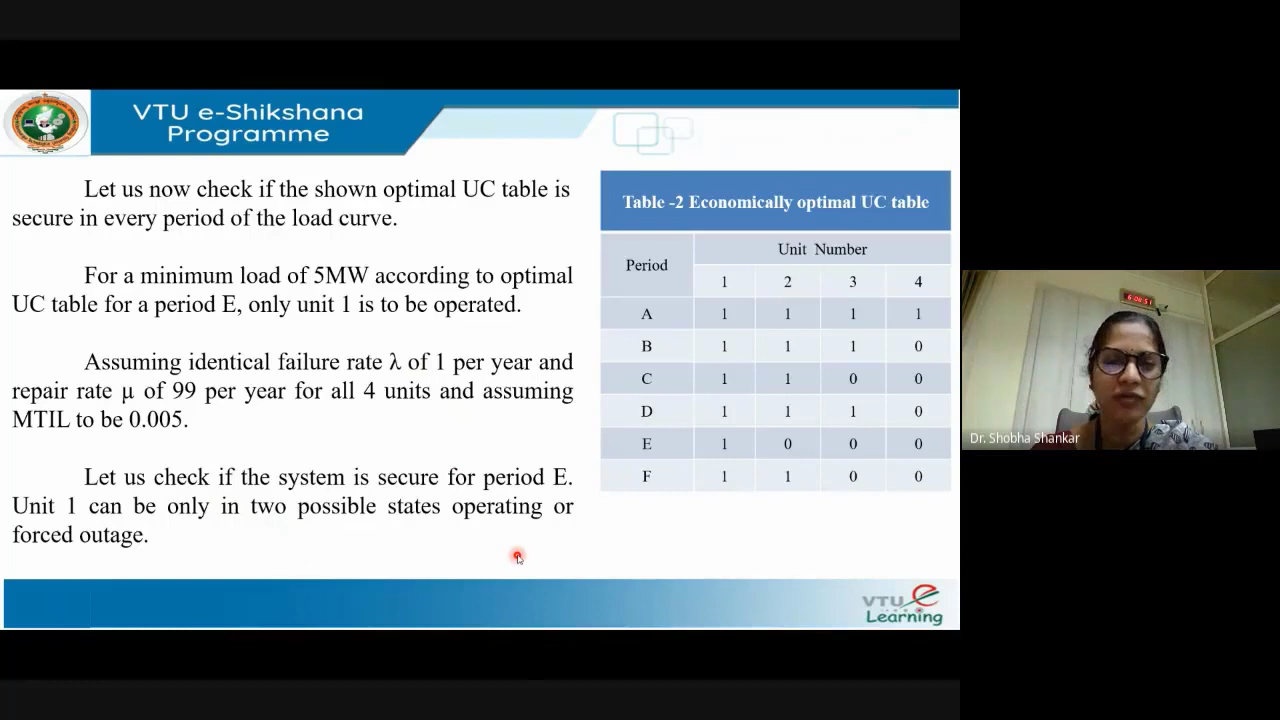 VTU e-Shikshana
Programme
Let us now check if the shown optimal UC table is
secure in every period of the load curve.
For a minimum load of 5MW according to optimal
UC table for a period E, only unit 1 is to be operated.
Assuming identical failure rate λ of 1 per year and
repair rate µ of 99 per year for all 4 units and assuming
MTIL to be 0.005.
Let us check if the system is secure for period E.
Unit 1 can be only in two possible states operating or
forced outage.
Table -2 Economically optimal UC table
Period Unit Number
1 2 3 4
A 1 1 1 1
B 1 1 1 0
C 1 1 0 0
D 1 1 1 0
E 1 0 0 0
F 1 1 0 0
VTU e
Learning
Dr. Shobha Shankar